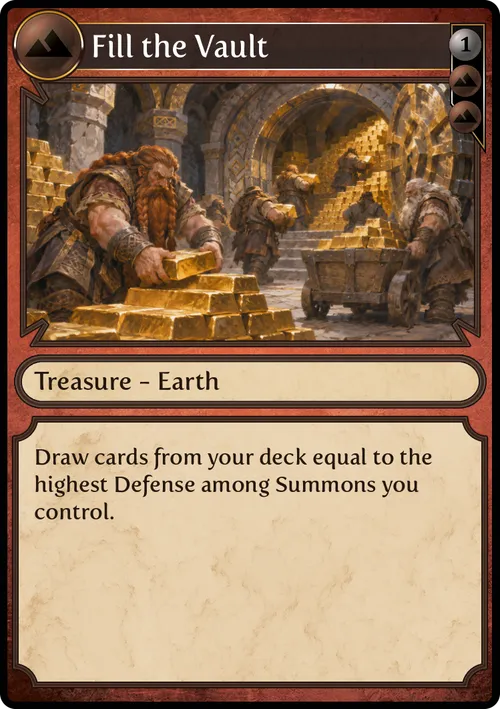 Fill the Vault
1
Treasure – Earth
Draw cards from your deck equal to the
highest Defense among Summons you
control.